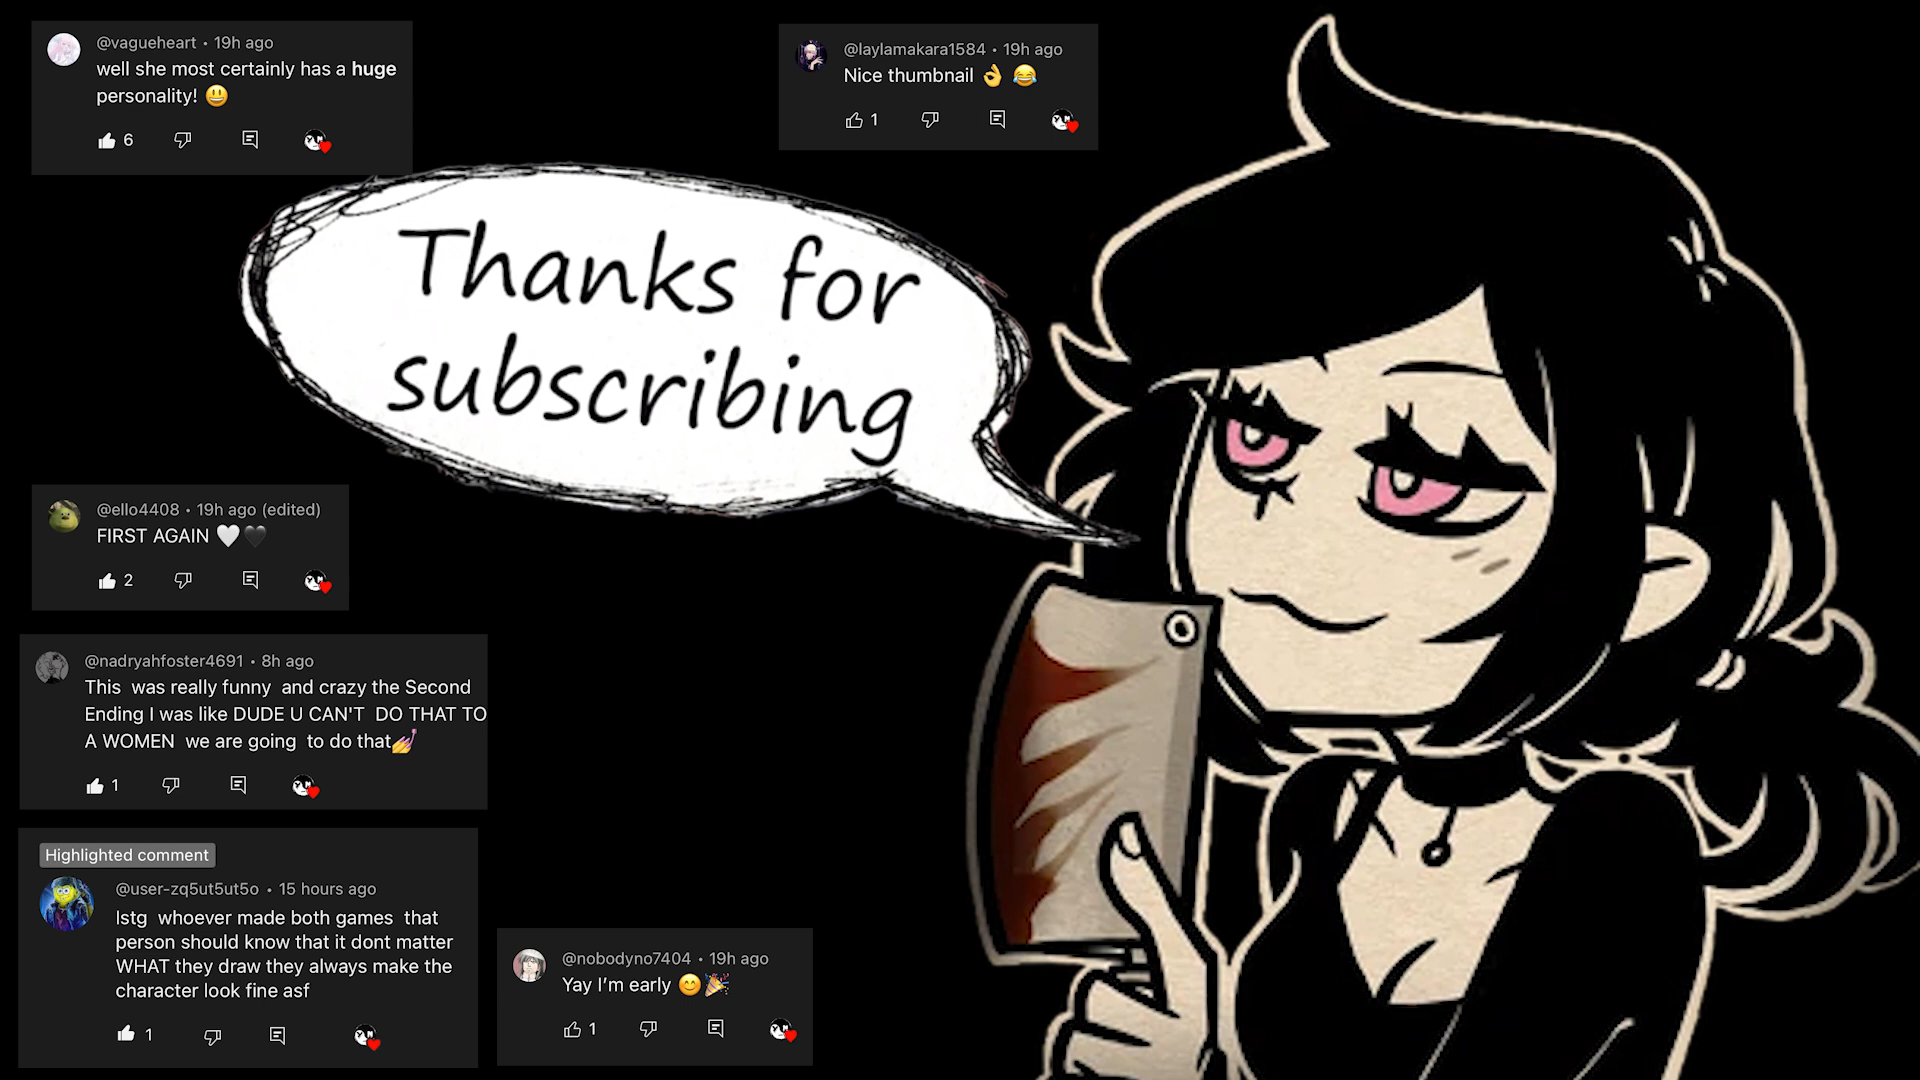 @vagueheart • 19h ago
well she most certainly has a huge
personality! 😃
6
@laylamakara1584 • 19h ago
Nice thumbnail 👌 😂
1
Thanks for
subscribing
@ello4408 • 19h ago (edited)
FIRST AGAIN 🤍🖤
2
@nadryahfoster4691 • 8h ago
This was really funny and crazy the Second
Ending I was like DUDE U CAN'T DO THAT TO
A WOMEN we are going to do that💅
1
Highlighted comment
@user-zq5ut5ut5o • 15 hours ago
Istg whoever made both games that
person should know that it dont matter
WHAT they draw they always make the
character look fine asf
1
@nobodyno7404 • 19h ago
Yay I’m early 😊🎉
1